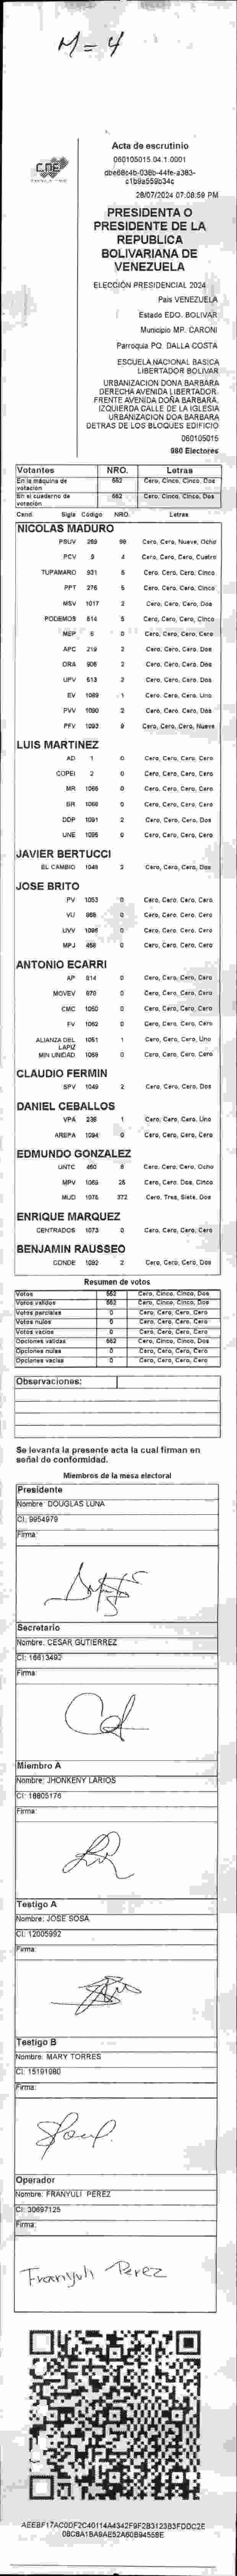 M = 4
CNE
Acta de escrutinio
060105015.04.1.0001
28/07/2024 07:08:59 PM
PRESIDENTA O
PRESIDENTE DE LA
REPUBLICA
BOLIVARIANA DE
VENEZUELA
ELECCIÓN PRESIDENCIAL 2024
País VENEZUELA
Estado EDO. BOLIVAR
Municipio MP. CARONI
Parroquia PQ. DALLA COSTA
ESCUELA NACIONAL BASICA
LIBERTADOR BOLIVAR
URBANIZACION DONA BARBARA
DERECHA AVENIDA LIBERTADOR.
FRENTE AVENIDA DOÑA BARBARA.
IZQUIERDA CALLE DE LA IGLESIA
URBANIZACION DOA BARBARA
DETRAS DE LOS BLOQUES EDIFICIO
060105015
980 Electores
Votantes NRO. Letras
En la máquina de votación 552 Cero, Cinco, Cinco, Dos
En el cuaderno de votación 552 Cero, Cinco, Cinco, Dos
Cand. Sigla Código NRO. Letras
NICOLAS MADURO
PSUV 269 98 Cero, Cero, Nueve, Ocho
PCV 9 4 Cero, Cero, Cero, Cuatro
TUPAMARO 931 5 Cero, Cero, Cero, Cinco
PPT 276 5 Cero, Cero, Cero, Cinco
MSV 1017 2 Cero, Cero, Cero, Dos
PODEMOS 514 5 Cero, Cero, Cero, Cinco
MEP 6 0 Cero, Cero, Cero, Cero
APC 219 2 Cero, Cero, Cero, Dos
ORA 906 2 Cero, Cero, Cero, Dos
UPV 513 2 Cero, Cero, Cero, Dos
EV 1089 1 Cero, Cero, Cero, Uno
PVV 1090 2 Cero, Cero, Cero, Dos
PFV 1093 9 Cero, Cero, Cero, Nueve
LUIS MARTINEZ
AD 1 0 Cero, Cero, Cero, Cero
COPEI 2 0 Cero, Cero, Cero, Cero
MR 1066 0 Cero, Cero, Cero, Cero
BR 1068 0 Cero, Cero, Cero, Cero
DDP 1091 2 Cero, Cero, Cero, Dos
UNE 1095 0 Cero, Cero, Cero, Cero
JAVIER BERTUCCI
EL CAMBIO 1048 2 Cero, Cero, Cero, Dos
JOSE BRITO
PV 1053 0 Cero, Cero, Cero, Cero
VU 968 0 Cero, Cero, Cero, Cero
UVV 1096 0 Cero, Cero, Cero, Cero
MPJ 458 0 Cero, Cero, Cero, Cero
ANTONIO ECARRI
AP 914 0 Cero, Cero, Cero, Cero
MOVEV 878 0 Cero, Cero, Cero, Cero
CMC 1050 0 Cero, Cero, Cero, Cero
FV 1062 0 Cero, Cero, Cero, Cero
ALIANZA DEL LAPIZ 1051 1 Cero, Cero, Cero, Uno
MIN UNIDAD 1069 0 Cero, Cero, Cero, Cero
CLAUDIO FERMIN
SPV 1049 2 Cero, Cero, Cero, Dos
DANIEL CEBALLOS
VPA 236 1 Cero, Cero, Cero, Uno
AREPA 1094 0 Cero, Cero, Cero, Cero
EDMUNDO GONZALEZ
UNTC 460 8 Cero, Cero, Cero, Ocho
MPV 1069 25 Cero, Cero, Dos, Cinco
MUD 1075 372 Cero, Tres, Siete, Dos
ENRIQUE MARQUEZ
CENTRADOS 1073 0 Cero, Cero, Cero, Cero
BENJAMIN RAUSSEO
CONDE 1092 2 Cero, Cero, Cero, Dos
Resumen de votos
Votos 552 Cero, Cinco, Cinco, Dos
Votos validos 552 Cero, Cinco, Cinco, Dos
Votos parciales 0 Cero, Cero, Cero, Cero
Votos nulos 0 Cero, Cero, Cero, Cero
Votos vacios 0 Cero, Cero, Cero, Cero
Opciones validas 552 Cero, Cinco, Cinco, Dos
Opciones nulas 0 Cero, Cero, Cero, Cero
Opciones vacias 0 Cero, Cero, Cero, Cero
Observaciones:
Se levanta la presente acta la cual firman en
señal de conformidad.
Miembros de la mesa electoral
Presidente
Nombre: DOUGLAS LUNA
CI: 9954979
Firma:
Secretario
Nombre: CESAR GUTIERREZ
CI: 16613492
Firma:
Miembro A
Nombre: JHONKENY LARIOS
CI: 18805176
Firma:
Testigo A
Nombre: JOSE SOSA
CI: 12005992
Firma:
Testigo B
Nombre: MARY TORRES
CI: 15191980
Firma:
Operador
Nombre: FRANYULI PEREZ
CI: 30697125
Firma:
Franyuli Perez